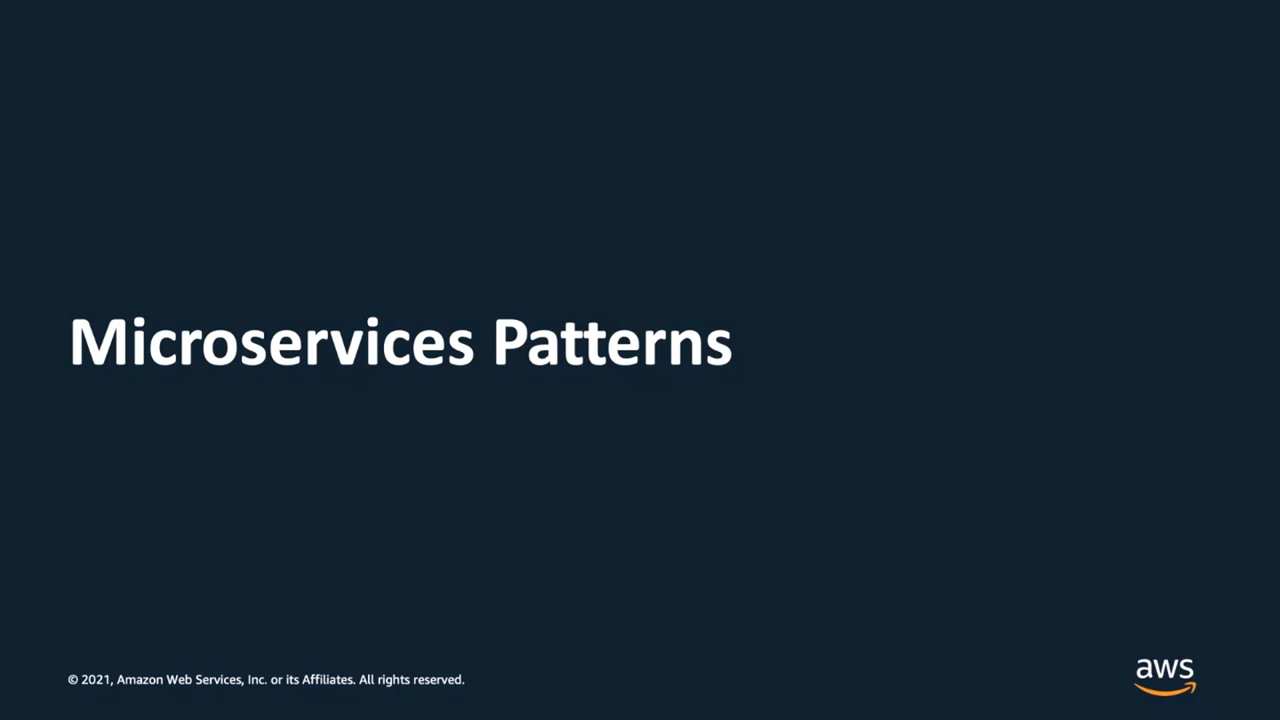 Microservices Patterns
© 2021, Amazon Web Services, Inc. or its Affiliates. All rights reserved.
aws